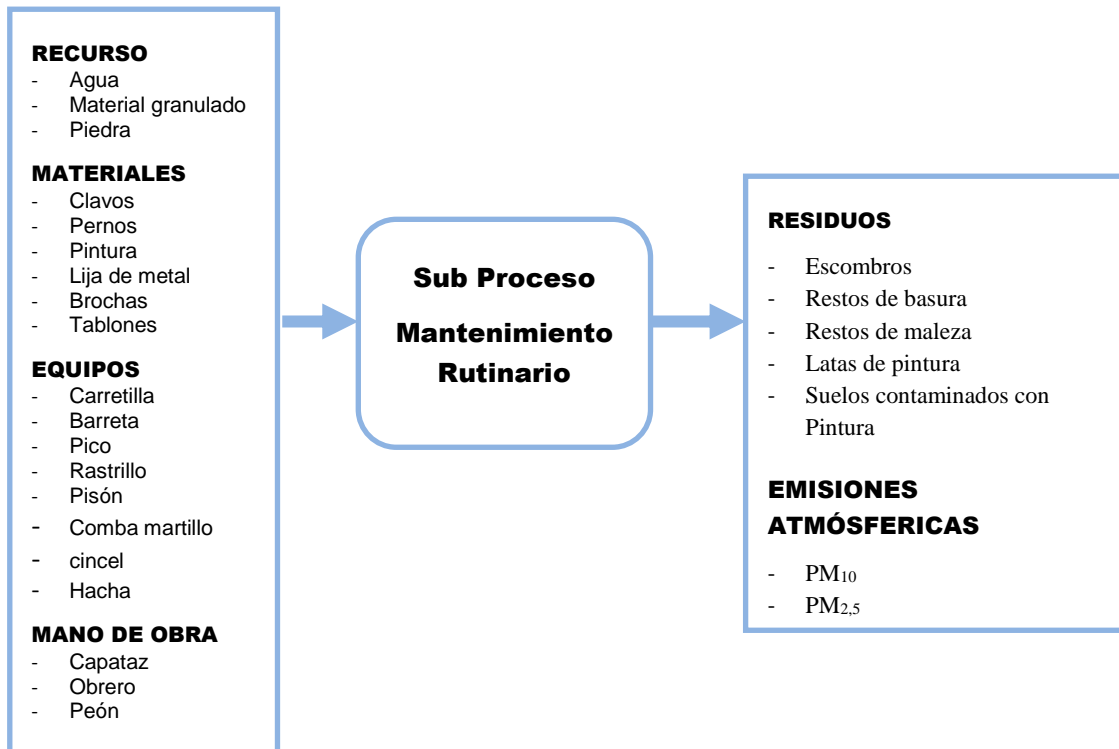 RECURSO
- Agua
- Material granulado
- Piedra
MATERIALES
- Clavos
- Pernos
- Pintura
- Lija de metal
- Brochas
- Tablones
EQUIPOS
- Carretilla
- Barreta
- Pico
- Rastrillo
- Pisón
- Comba martillo
- cincel
- Hacha
MANO DE OBRA
- Capataz
- Obrero
- Peón
Sub Proceso
Mantenimiento
Rutinario
RESIDUOS
- Escombros
- Restos de basura
- Restos de maleza
- Latas de pintura
- Suelos contaminados con
Pintura
EMISIONES
ATMÓSFERICAS
- PM₁₀
- PM₂,₅